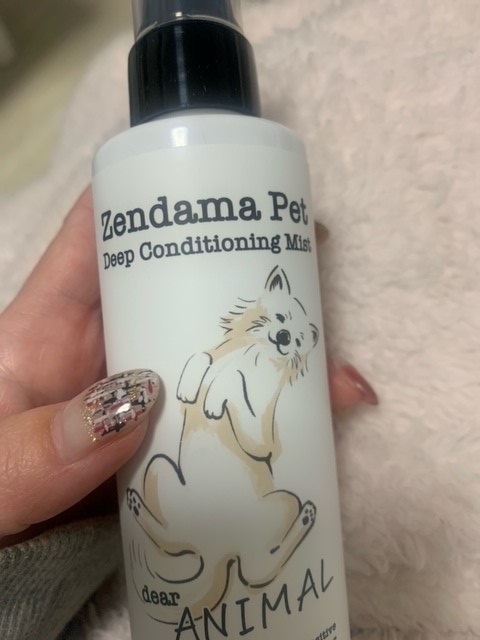 Zendama Pet
Deep Conditioning Mist
dear
ANIMAL